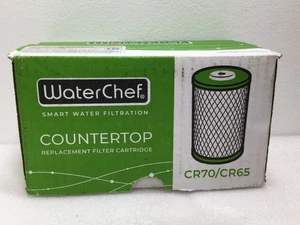 WaterChef®
SMART WATER FILTRATION
COUNTERTOP
REPLACEMENT FILTER CARTRIDGE
CR70/CR65